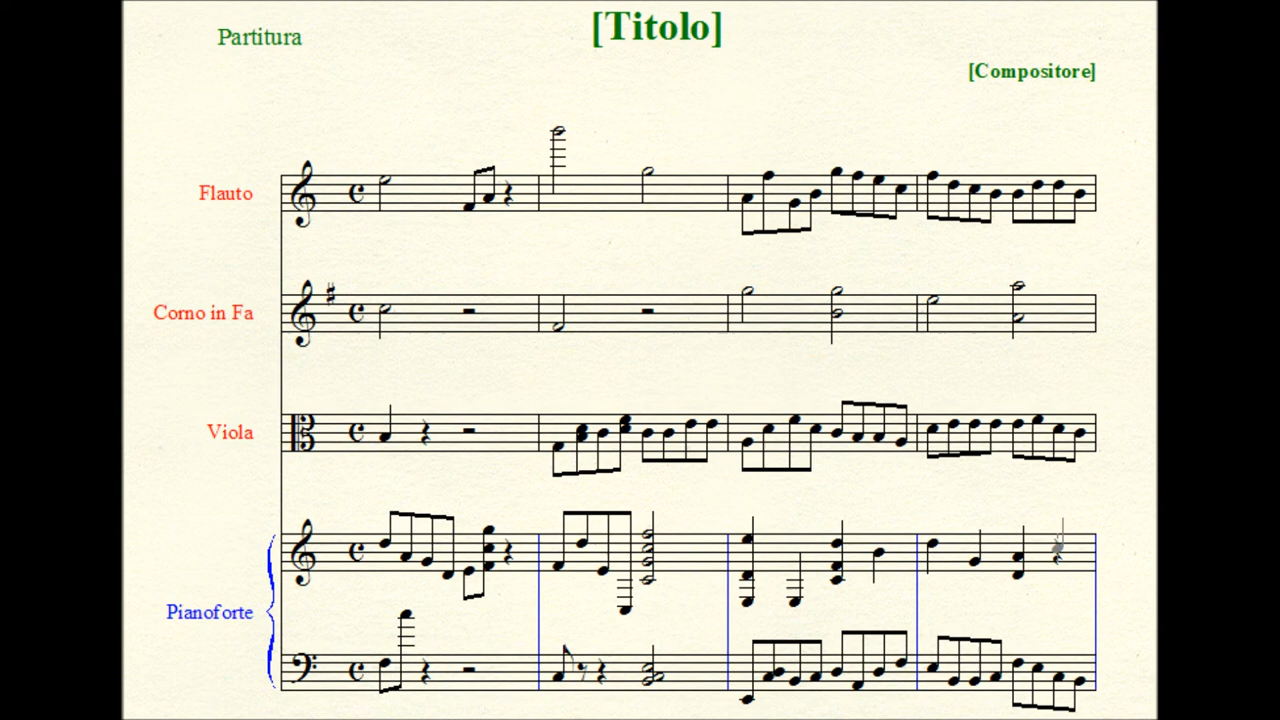 [Titolo]
Partitura
[Compositore]
Flauto
Corno in Fa
Viola
Pianoforte